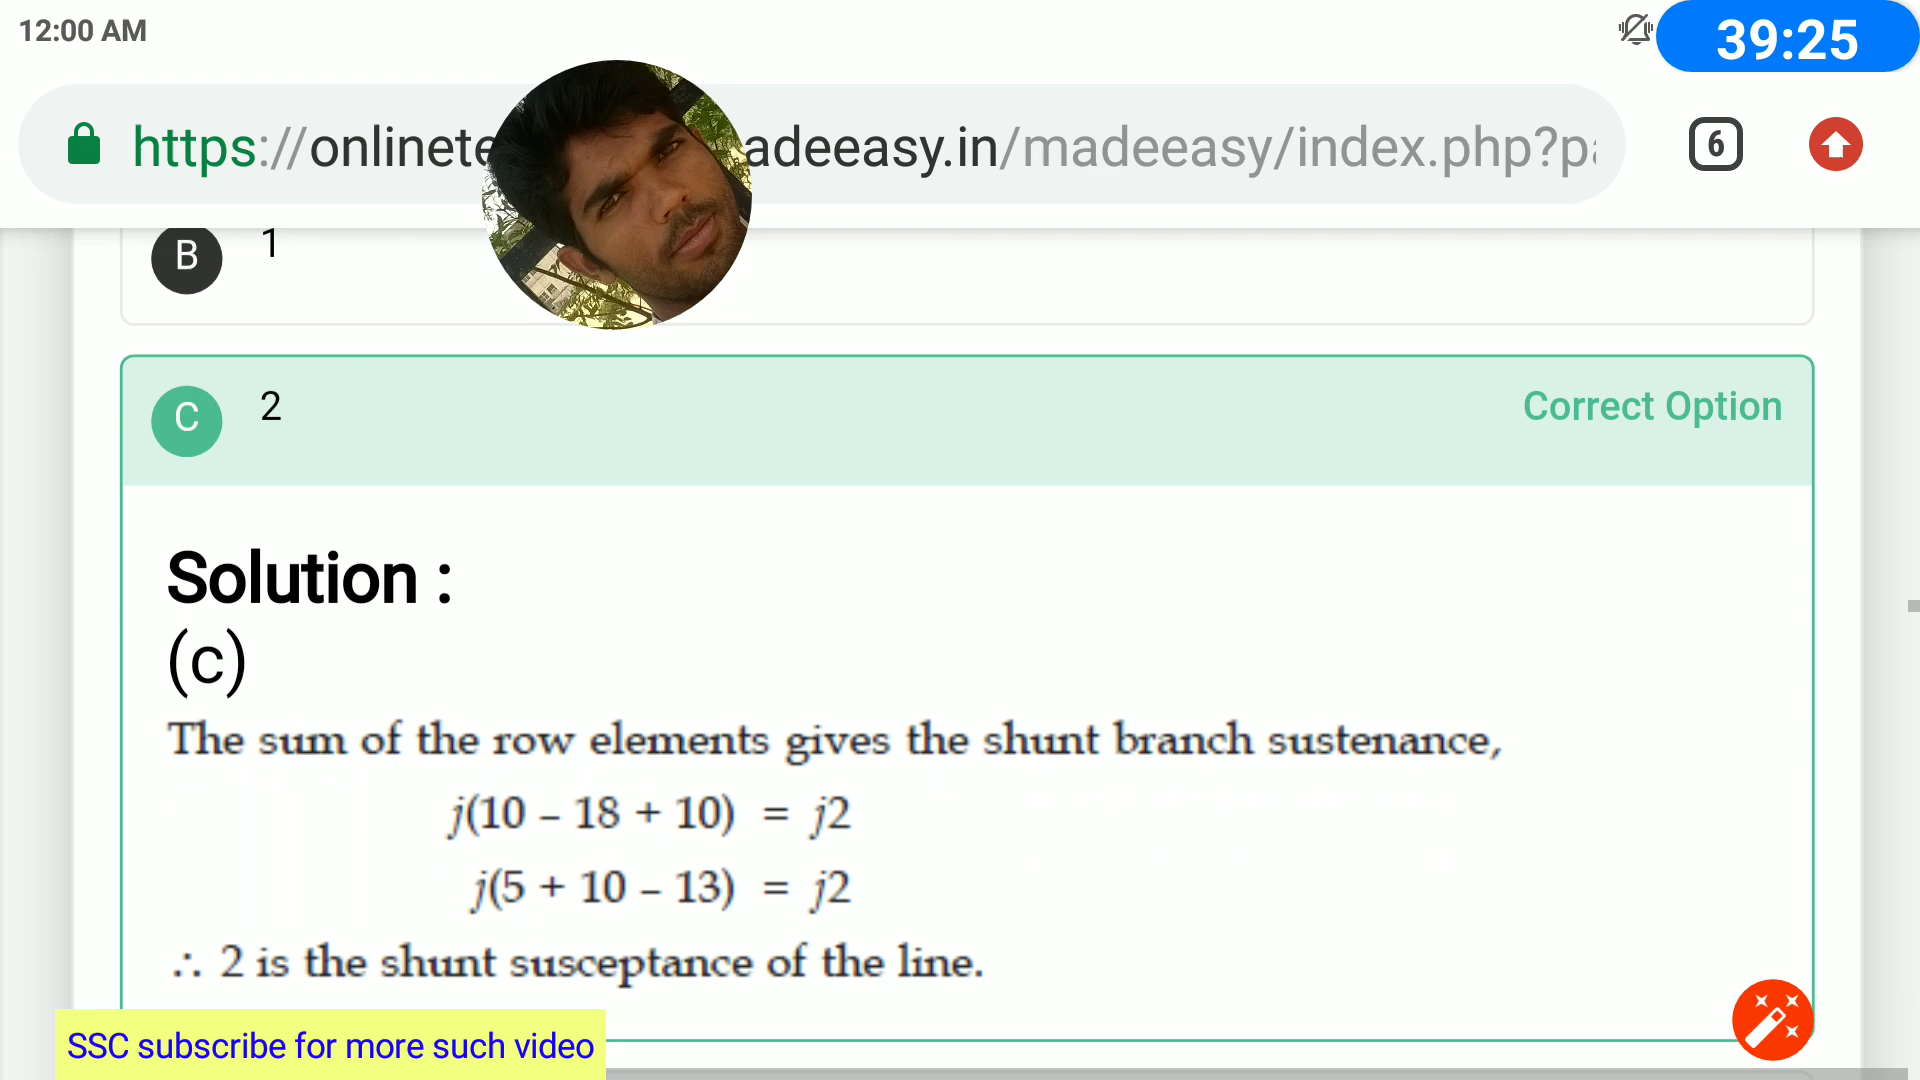 12:00 AM
39:25
https://onlinete adeeasy.in/madeeasy/index.php?pa
6
B 1
C 2 Correct Option
Solution :
(c)
The sum of the row elements gives the shunt branch sustenance,
j(10 – 18 + 10) = j2
j(5 + 10 – 13) = j2
∴ 2 is the shunt susceptance of the line.
SSC subscribe for more such video